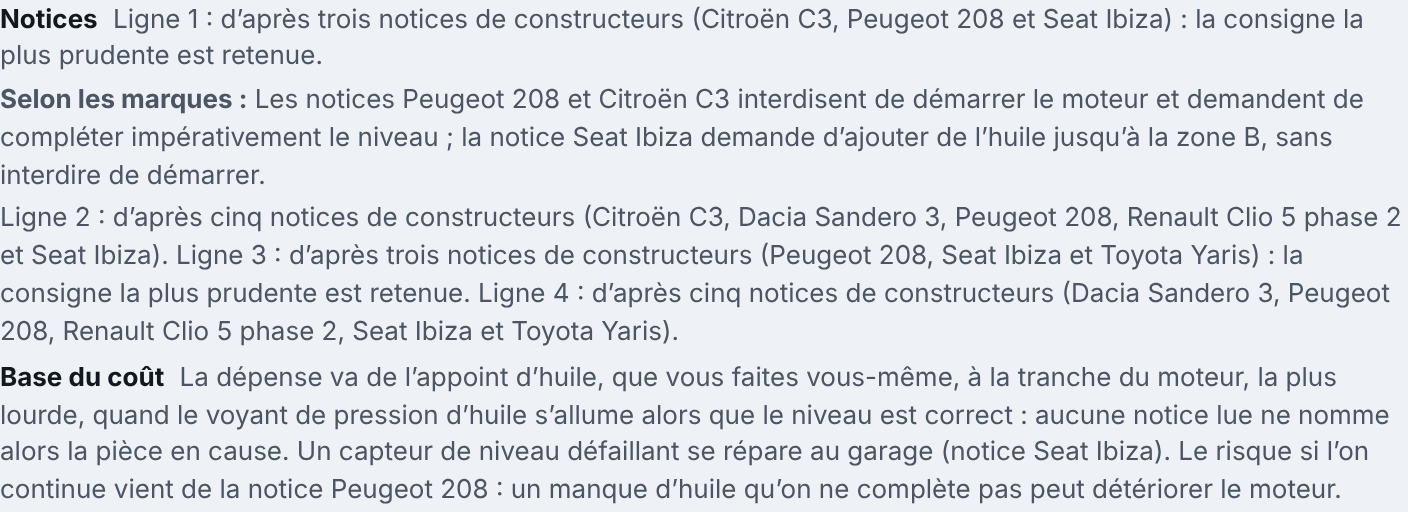 Notices Ligne 1 : d’après trois notices de constructeurs (Citroën C3, Peugeot 208 et Seat Ibiza) : la consigne la
plus prudente est retenue.
Selon les marques : Les notices Peugeot 208 et Citroën C3 interdisent de démarrer le moteur et demandent de
compléter impérativement le niveau ; la notice Seat Ibiza demande d’ajouter de l’huile jusqu’à la zone B, sans
interdire de démarrer.
Ligne 2 : d’après cinq notices de constructeurs (Citroën C3, Dacia Sandero 3, Peugeot 208, Renault Clio 5 phase 2
et Seat Ibiza). Ligne 3 : d’après trois notices de constructeurs (Peugeot 208, Seat Ibiza et Toyota Yaris) : la
consigne la plus prudente est retenue. Ligne 4 : d’après cinq notices de constructeurs (Dacia Sandero 3, Peugeot
208, Renault Clio 5 phase 2, Seat Ibiza et Toyota Yaris).
Base du coût La dépense va de l’appoint d’huile, que vous faites vous-même, à la tranche du moteur, la plus
lourde, quand le voyant de pression d’huile s’allume alors que le niveau est correct : aucune notice lue ne nomme
alors la pièce en cause. Un capteur de niveau défaillant se répare au garage (notice Seat Ibiza). Le risque si l’on
continue vient de la notice Peugeot 208 : un manque d’huile qu’on ne complète pas peut détériorer le moteur.